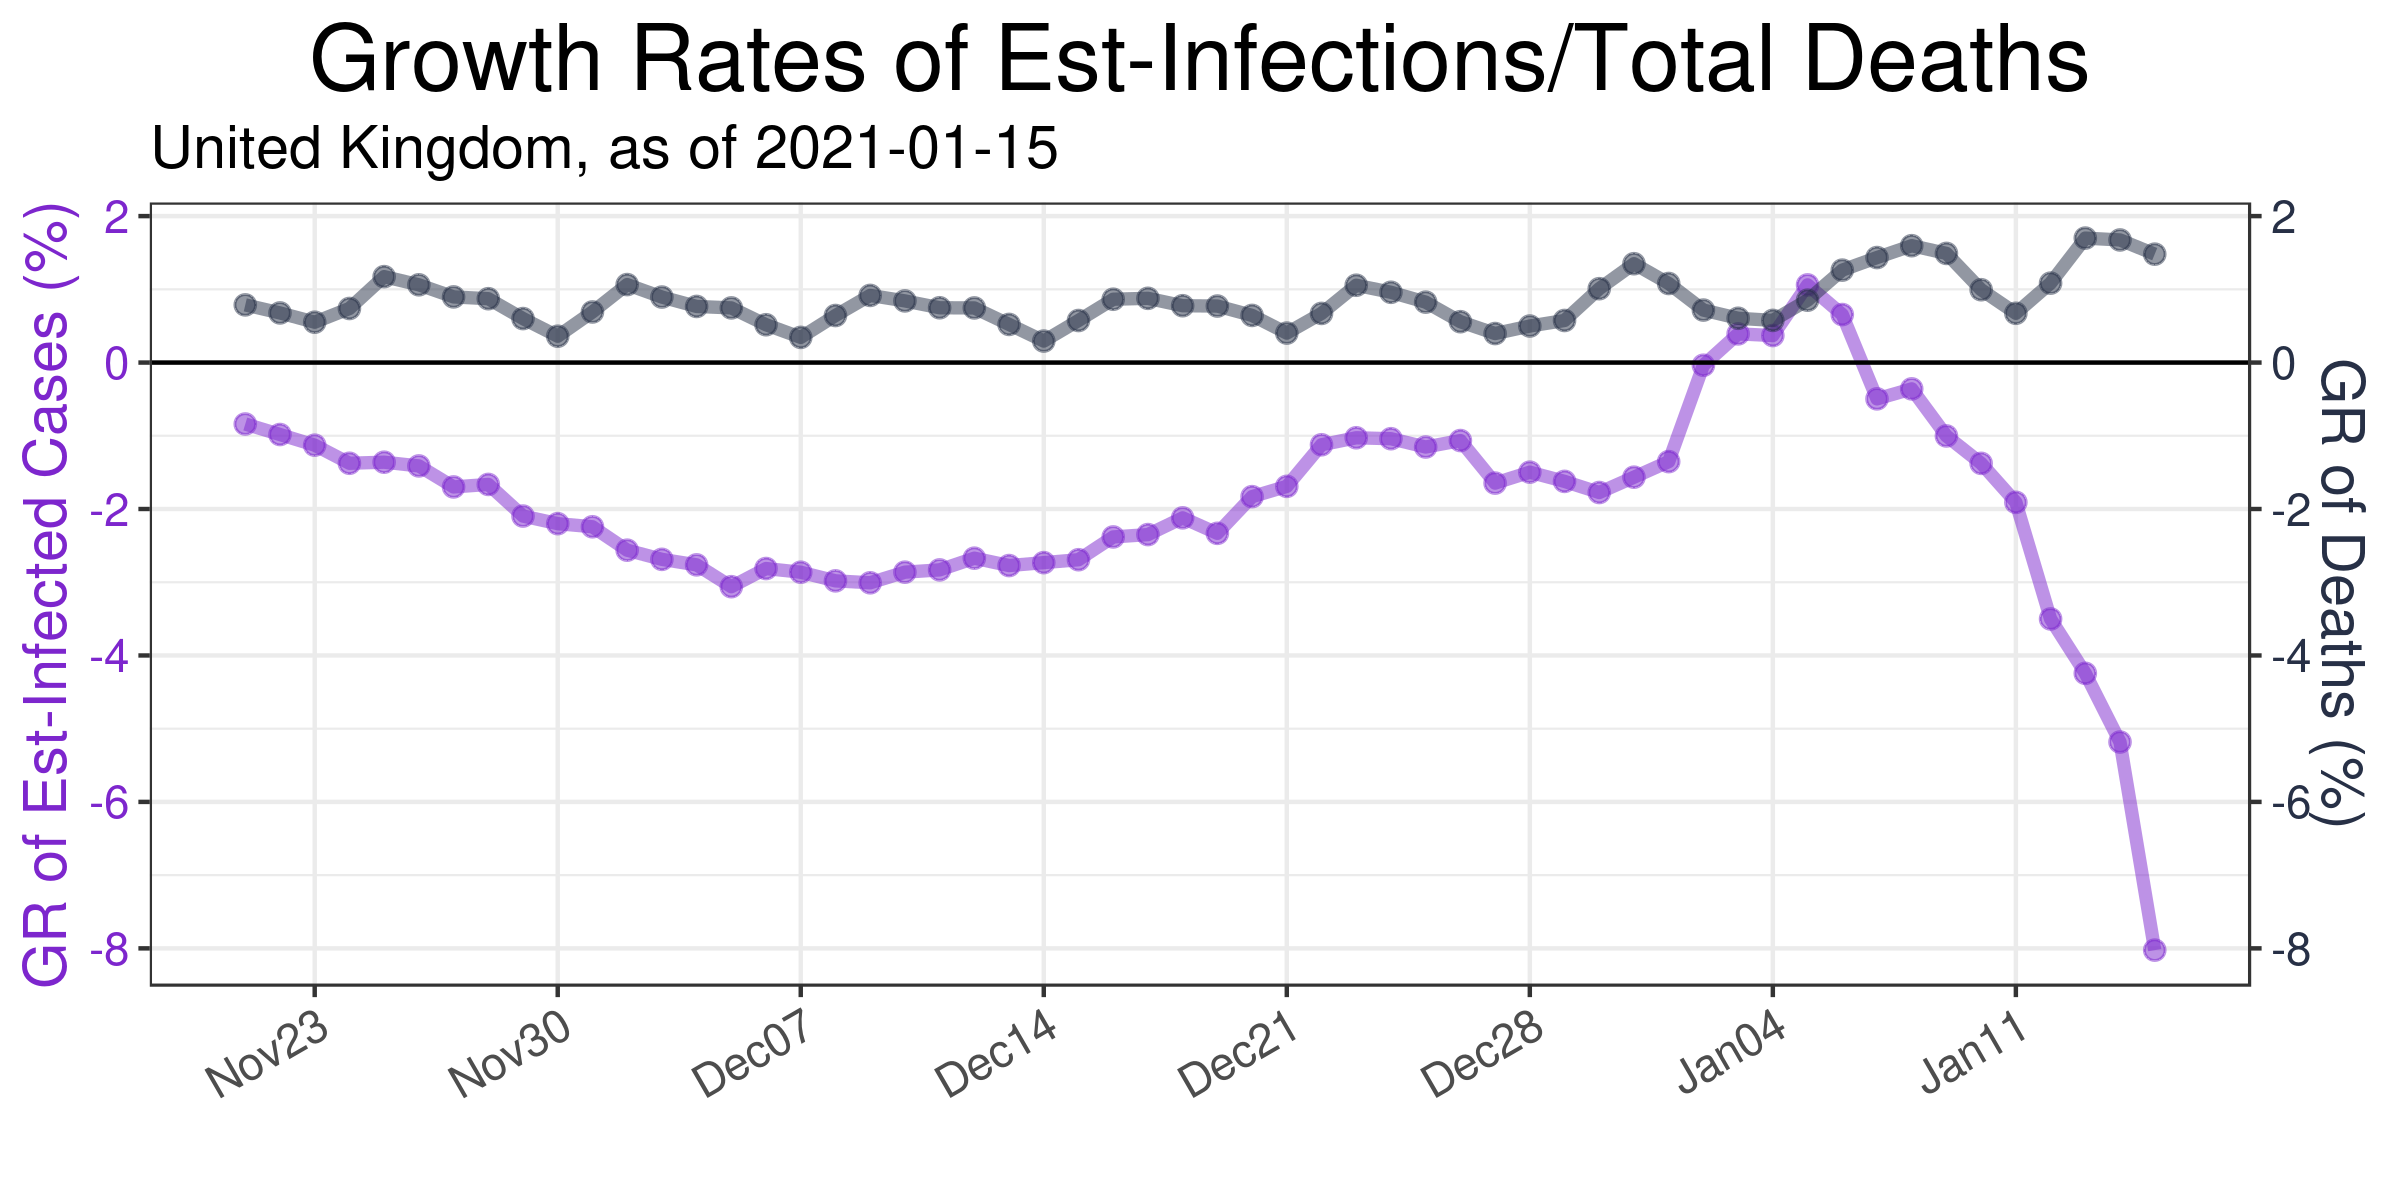 Growth Rates of Est-Infections/Total Deaths
United Kingdom, as of 2021-01-15
GR of Est-Infected Cases (%)
2
0
-2
-4
-6
-8
2
0
-2
-4
-6
-8
GR of Deaths (%)
Nov23
Nov30
Dec07
Dec14
Dec21
Dec28
Jan04
Jan11